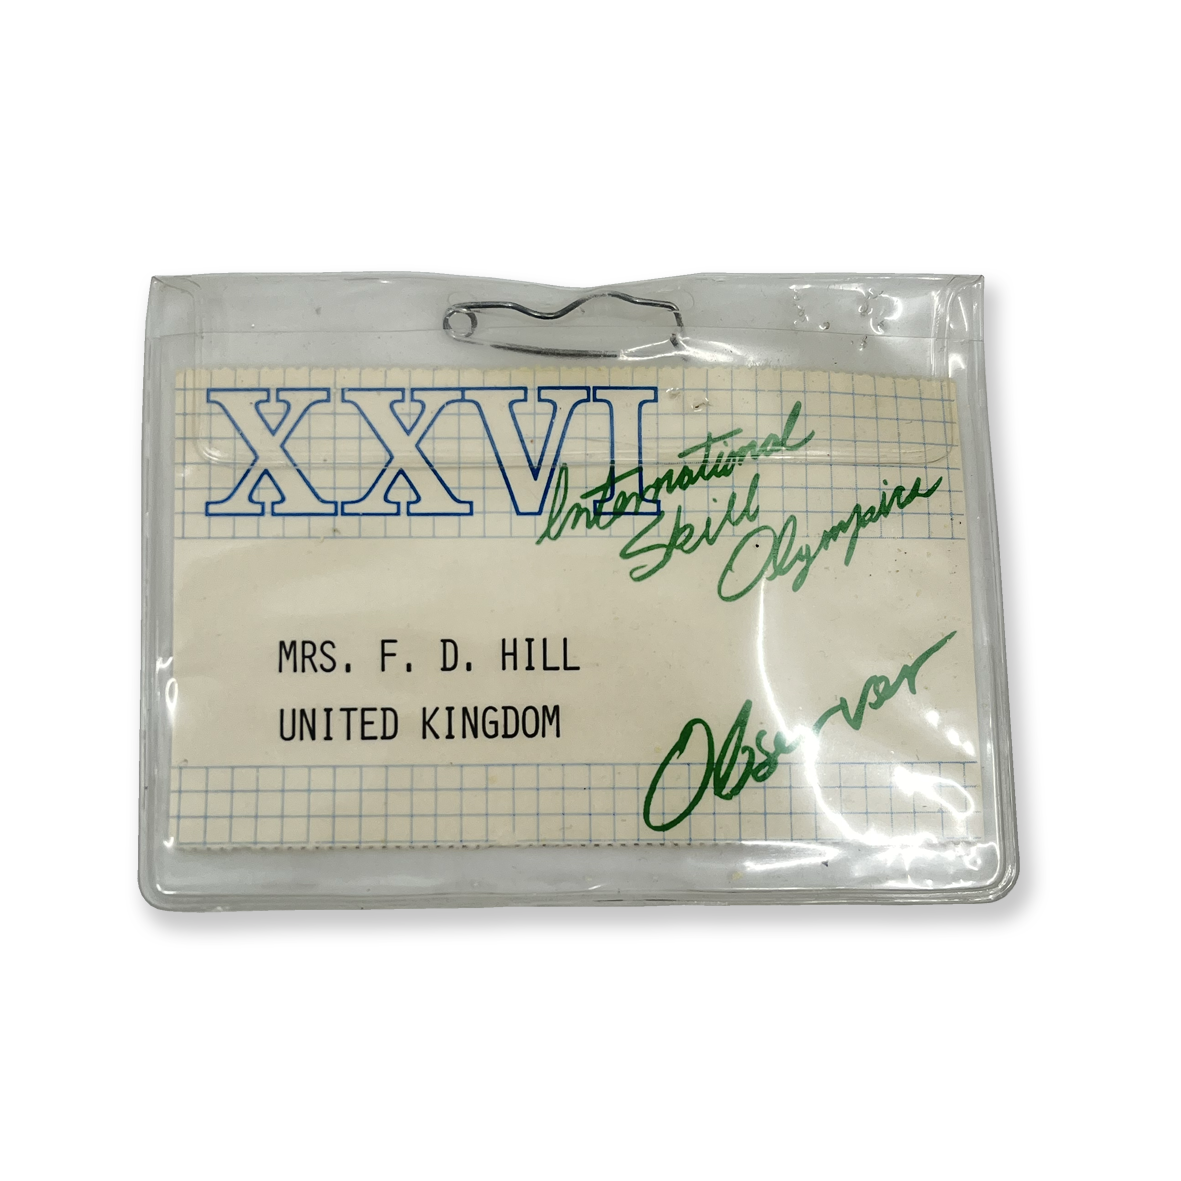 XXVI
International
Skill
Olympics
MRS. F. D. HILL
UNITED KINGDOM
Observer